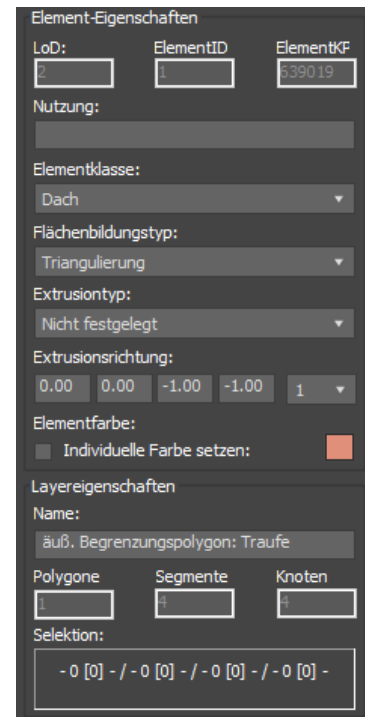 Element-Eigenschaften
LoD: ElementID ElementKF
2 1 639019
Nutzung:
Elementklasse:
Dach
Flächenbildungstyp:
Triangulierung
Extrusiontyp:
Nicht festgelegt
Extrusionsrichtung:
0.00 0.00 -1.00 -1.00 1
Elementfarbe:
Individuelle Farbe setzen:
Layereigenschaften
Name:
äuß. Begrenzungspolygon: Traufe
Polygone Segmente Knoten
1 4 4
Selektion:
- 0 [0] - / - 0 [0] - / - 0 [0] - / - 0 [0] -